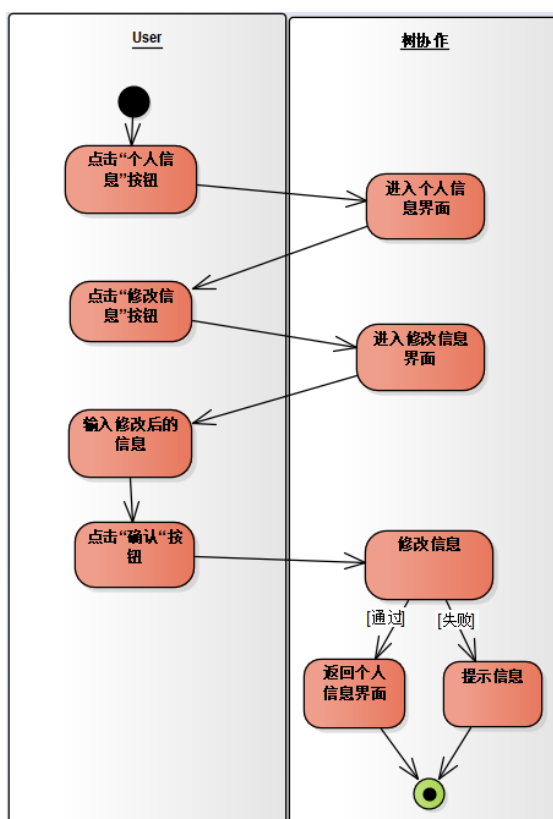 User
树协作
点击“个人信
息”按钮
进入个人信
息界面
点击“修改信
息”按钮
进入修改信息
界面
输入修改后的
信息
点击“确认“按
钮
修改信息
[通过]
[失败]
返回个人
信息界面
提示信息